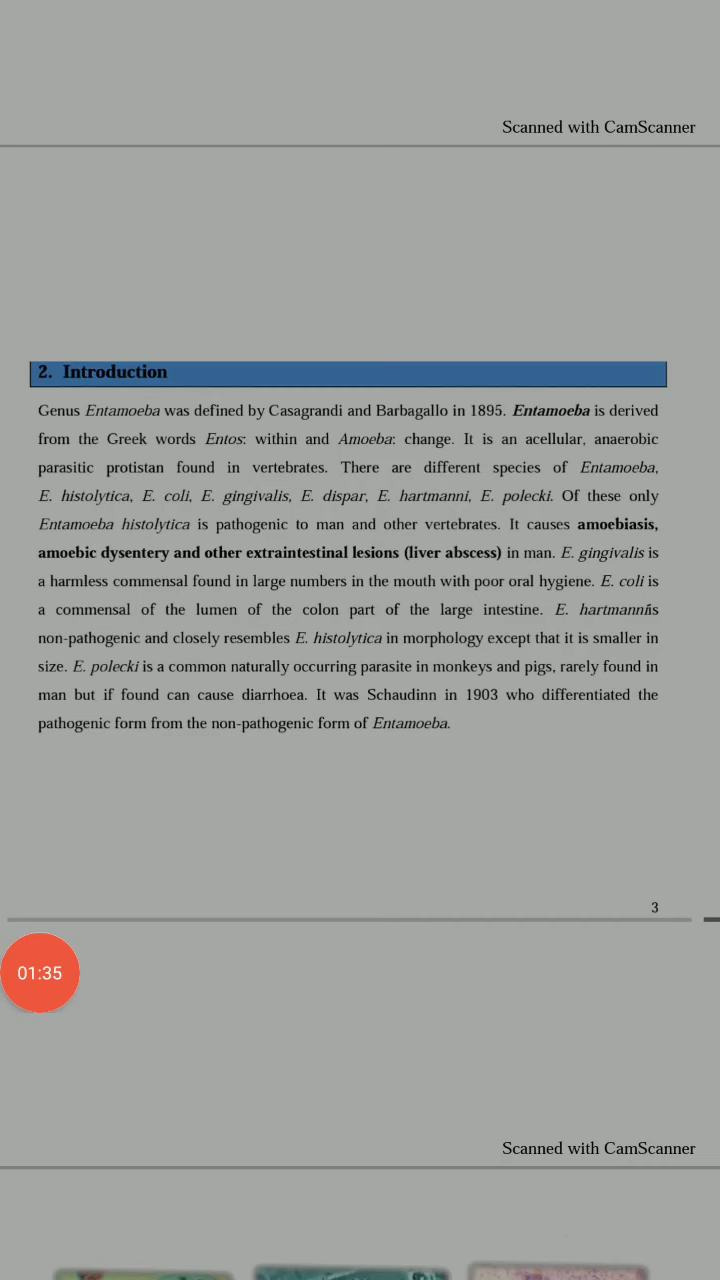 Scanned with CamScanner
2. Introduction
Genus Entamoeba was defined by Casagrandi and Barbagallo in 1895. Entamoeba is derived
from the Greek words Entos: within and Amoeba: change. It is an acellular, anaerobic
parasitic protistan found in vertebrates. There are different species of Entamoeba,
E. histolytica, E. coli, E. gingivalis, E. dispar, E. hartmanni, E. polecki. Of these only
Entamoeba histolytica is pathogenic to man and other vertebrates. It causes amoebiasis,
amoebic dysentery and other extraintestinal lesions (liver abscess) in man. E. gingivalis is
a harmless commensal found in large numbers in the mouth with poor oral hygiene. E. coli is
a commensal of the lumen of the colon part of the large intestine. E. hartmanni is
non-pathogenic and closely resembles E. histolytica in morphology except that it is smaller in
size. E. polecki is a common naturally occurring parasite in monkeys and pigs, rarely found in
man but if found can cause diarrhoea. It was Schaudinn in 1903 who differentiated the
pathogenic form from the non-pathogenic form of Entamoeba.
3
01:35
Scanned with CamScanner